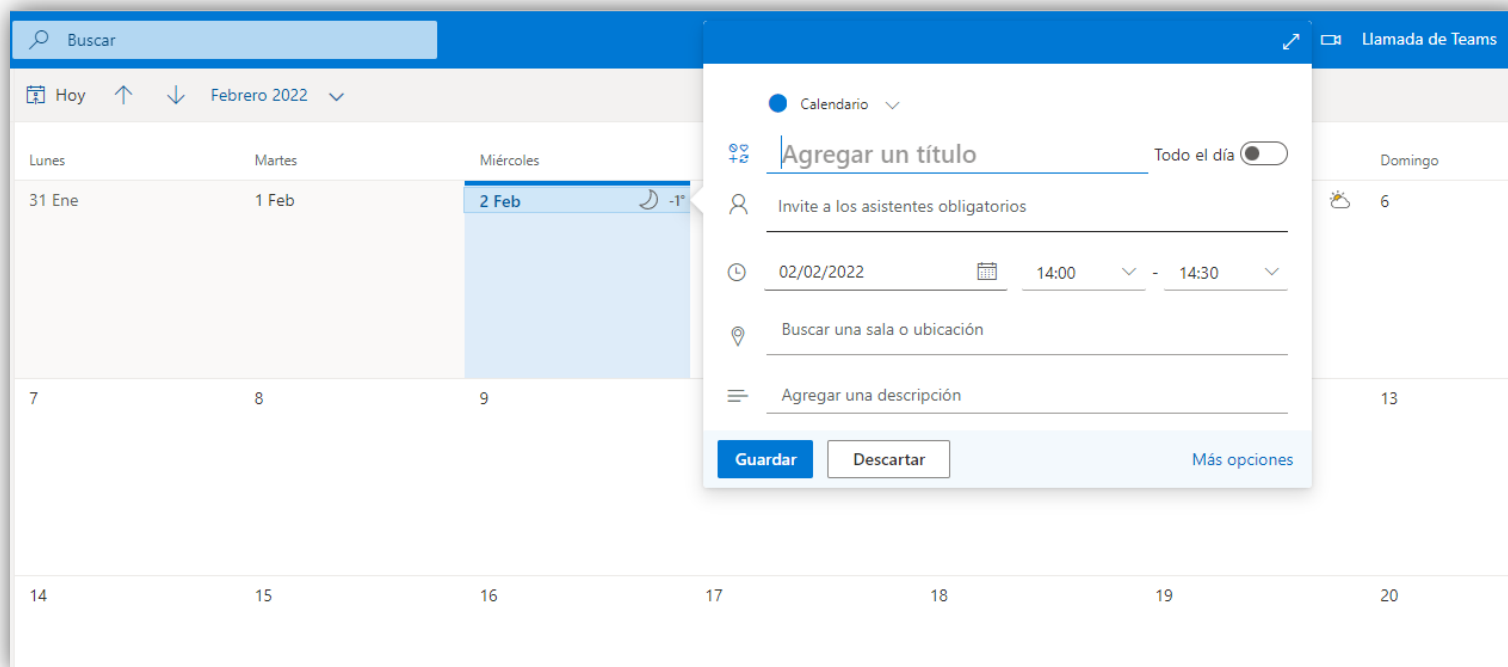 Buscar
Llamada de Teams
Hoy Febrero 2022
Calendario
Agregar un título Todo el día
Invite a los asistentes obligatorios
02/02/2022 14:00 - 14:30
Buscar una sala o ubicación
Agregar una descripción
Guardar Descartar Más opciones
Lunes Martes Miércoles Domingo
31 Ene 1 Feb 2 Feb -1° 6
7 8 9 13
14 15 16 17 18 19 20